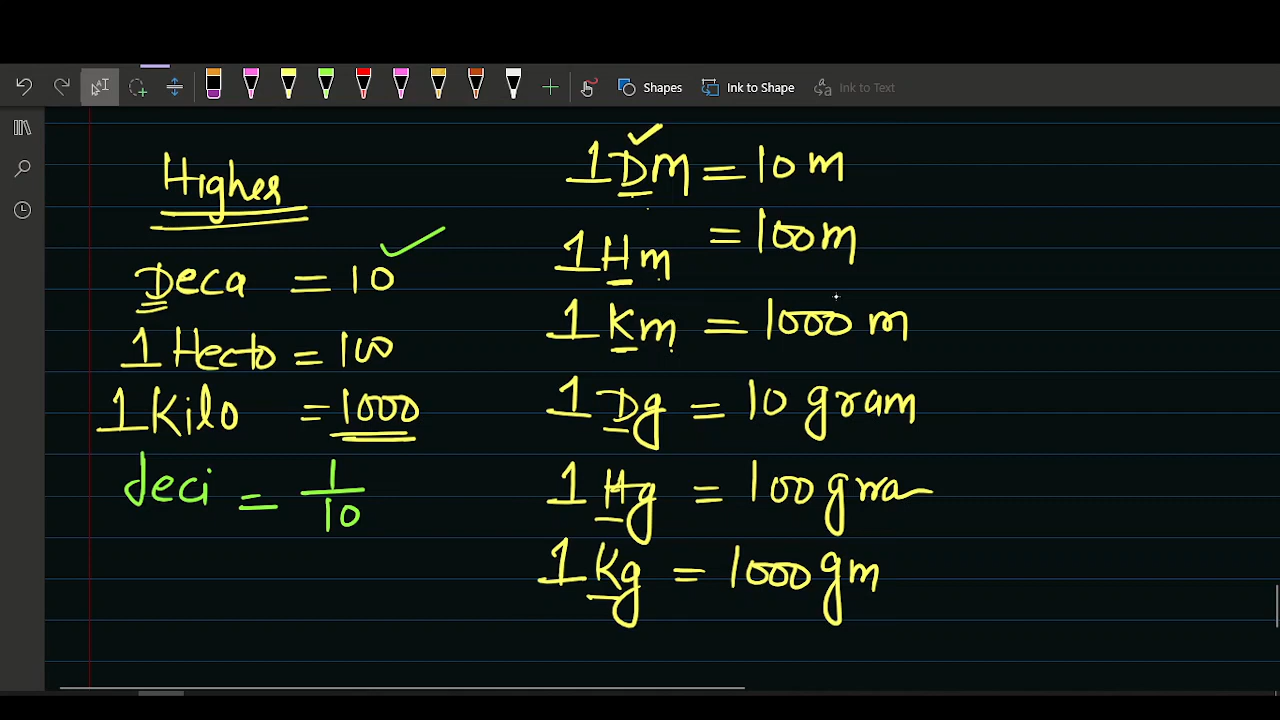 Shapes
Ink to Shape
Ink to Text
Higher
Deca = 10
1 Hecto = 100
1 Kilo = 1000
deci = 1/10
1 Dm = 10 m
1 Hm = 100m
1 Km = 1000 m
1 Dg = 10 gram
1 Hg = 100 gra
1 Kg = 1000 gm